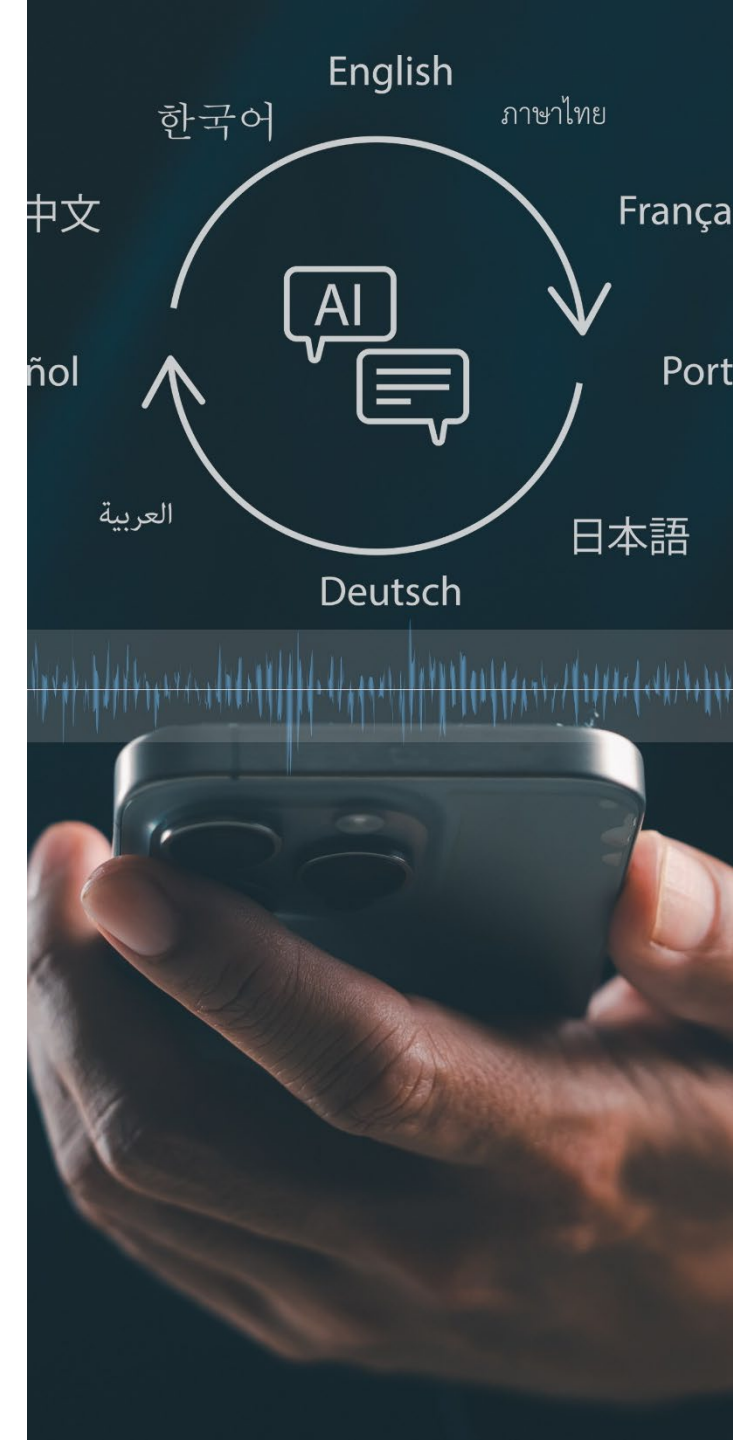 English
한국어
ภาษาไทย
中文
França
AI
ñol
Port
العربية
日本語
Deutsch